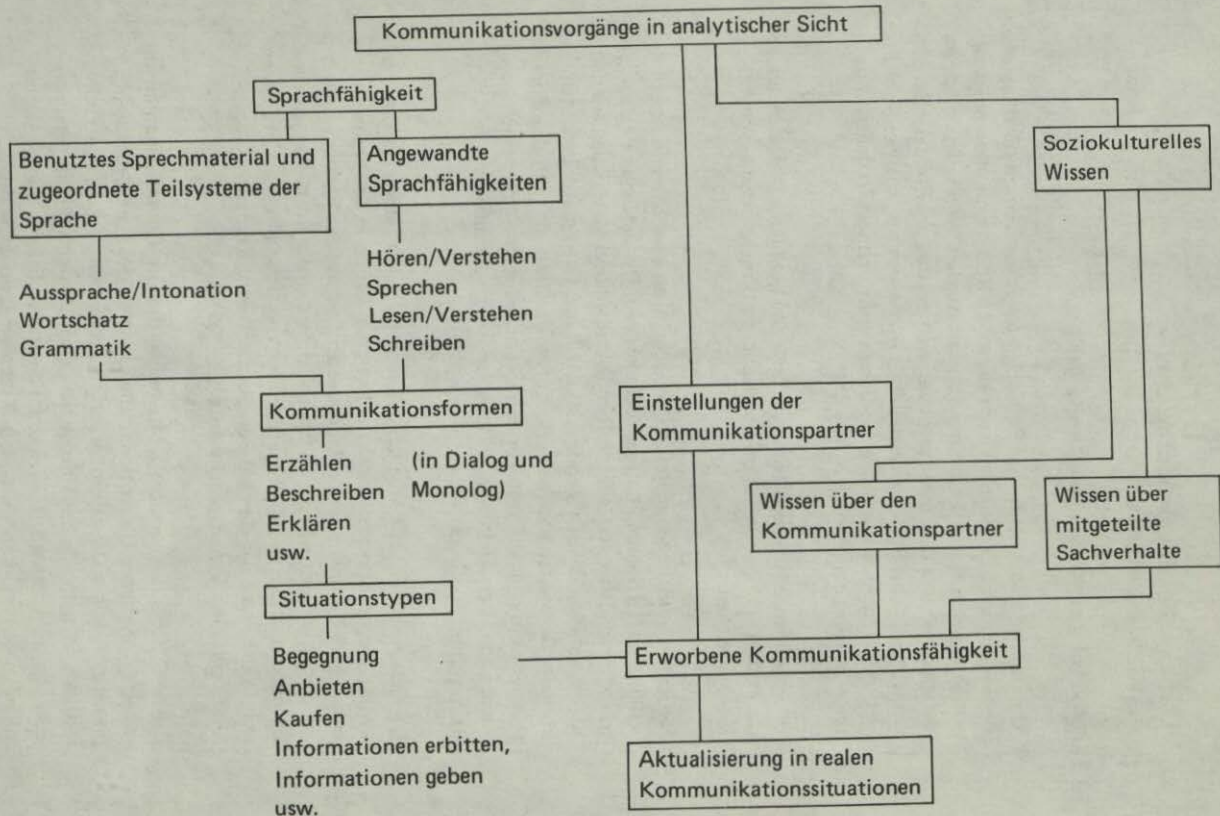 Kommunikationsvorgänge in analytischer Sicht
Sprachfähigkeit
Benutztes Sprechmaterial und
zugeordnete Teilsysteme der
Sprache
Angewandte
Sprachfähigkeiten
Soziokulturelles
Wissen
Aussprache/Intonation
Wortschatz
Grammatik
Hören/Verstehen
Sprechen
Lesen/Verstehen
Schreiben
Kommunikationsformen
Erzählen (in Dialog und
Beschreiben Monolog)
Erklären
usw.
Einstellungen der
Kommunikationspartner
Wissen über den
Kommunikationspartner
Wissen über
mitgeteilte
Sachverhalte
Situationstypen
Begegnung
Anbieten
Kaufen
Informationen erbitten,
Informationen geben
usw.
Erworbene Kommunikationsfähigkeit
Aktualisierung in realen
Kommunikationssituationen